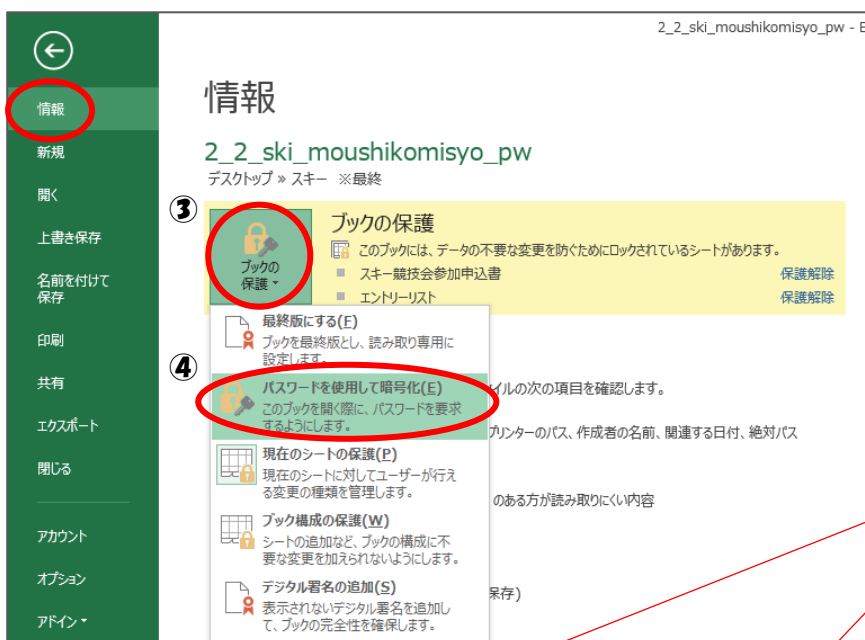 2_2_ski_moushikomisyo_pw - E
情報
新規
開く
上書き保存
名前を付けて
保存
印刷
共有
エクスポート
閉じる
アカウント
オプション
アドイン
情報
2_2_ski_moushikomisyo_pw
デスクトップ » スキー ※最終
③
ブックの
保護
ブックの保護
このブックには、データの不要な変更を防ぐためにロックされているシートがあります。
スキー競技会参加申込書 保護解除
エントリーリスト 保護解除
最終版にする(F)
ブックを最終版とし、読み取り専用に
設定します。
④
パスワードを使用して暗号化(E)
このブックを開く際に、パスワードを要求
するようにします。
現在のシートの保護(P)
現在のシートに対してユーザーが行え
る変更の種類を管理します。
ブック構成の保護(W)
シートの追加など、ブックの構成に不
要な変更を加えられないようにします。
デジタル署名の追加(S)
表示されないデジタル署名を追加し
て、ブックの完全性を確保します。
イルの次の項目を確認します。
プリンターのパス、作成者の名前、関連する日付、絶対パス
のある方が読み取りにくい内容
保存)